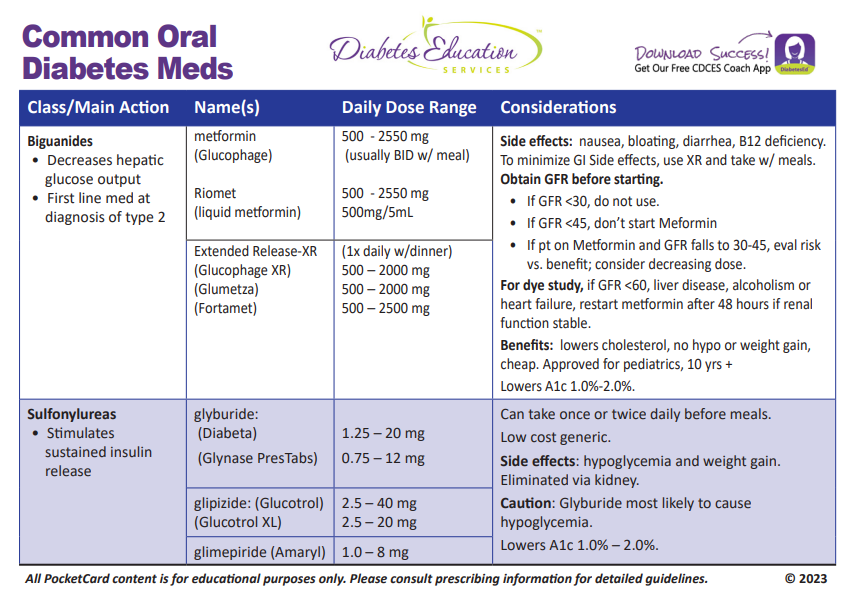 Common Oral
Diabetes Meds
Diabetes Education
SERVICES
™
DOWNLOAD SUCCESS!
Get Our Free CDCES Coach App
DiabetesEd
Class/Main Action
Name(s)
Daily Dose Range
Considerations
Biguanides
• Decreases hepatic
glucose output
• First line med at
diagnosis of type 2
metformin
(Glucophage)
Riomet
(liquid metformin)
500 - 2550 mg
(usually BID w/ meal)
500 - 2550 mg
500mg/5mL
Extended Release-XR
(Glucophage XR)
(Glumetza)
(Fortamet)
(1x daily w/dinner)
500 – 2000 mg
500 – 2000 mg
500 – 2500 mg
Side effects: nausea, bloating, diarrhea, B12 deficiency.
To minimize GI Side effects, use XR and take w/ meals.
Obtain GFR before starting.
• If GFR <30, do not use.
• If GFR <45, don’t start Meformin
• If pt on Metformin and GFR falls to 30-45, eval risk
vs. benefit; consider decreasing dose.
For dye study, if GFR <60, liver disease, alcoholism or
heart failure, restart metformin after 48 hours if renal
function stable.
Benefits: lowers cholesterol, no hypo or weight gain,
cheap. Approved for pediatrics, 10 yrs +
Lowers A1c 1.0%-2.0%.
Sulfonylureas
• Stimulates
sustained insulin
release
glyburide:
(Diabeta)
(Glynase PresTabs)
1.25 – 20 mg
0.75 – 12 mg
glipizide: (Glucotrol)
(Glucotrol XL)
2.5 – 40 mg
2.5 – 20 mg
glimepiride (Amaryl)
1.0 – 8 mg
Can take once or twice daily before meals.
Low cost generic.
Side effects: hypoglycemia and weight gain.
Eliminated via kidney.
Caution: Glyburide most likely to cause
hypoglycemia.
Lowers A1c 1.0% – 2.0%.
All PocketCard content is for educational purposes only. Please consult prescribing information for detailed guidelines.
© 2023